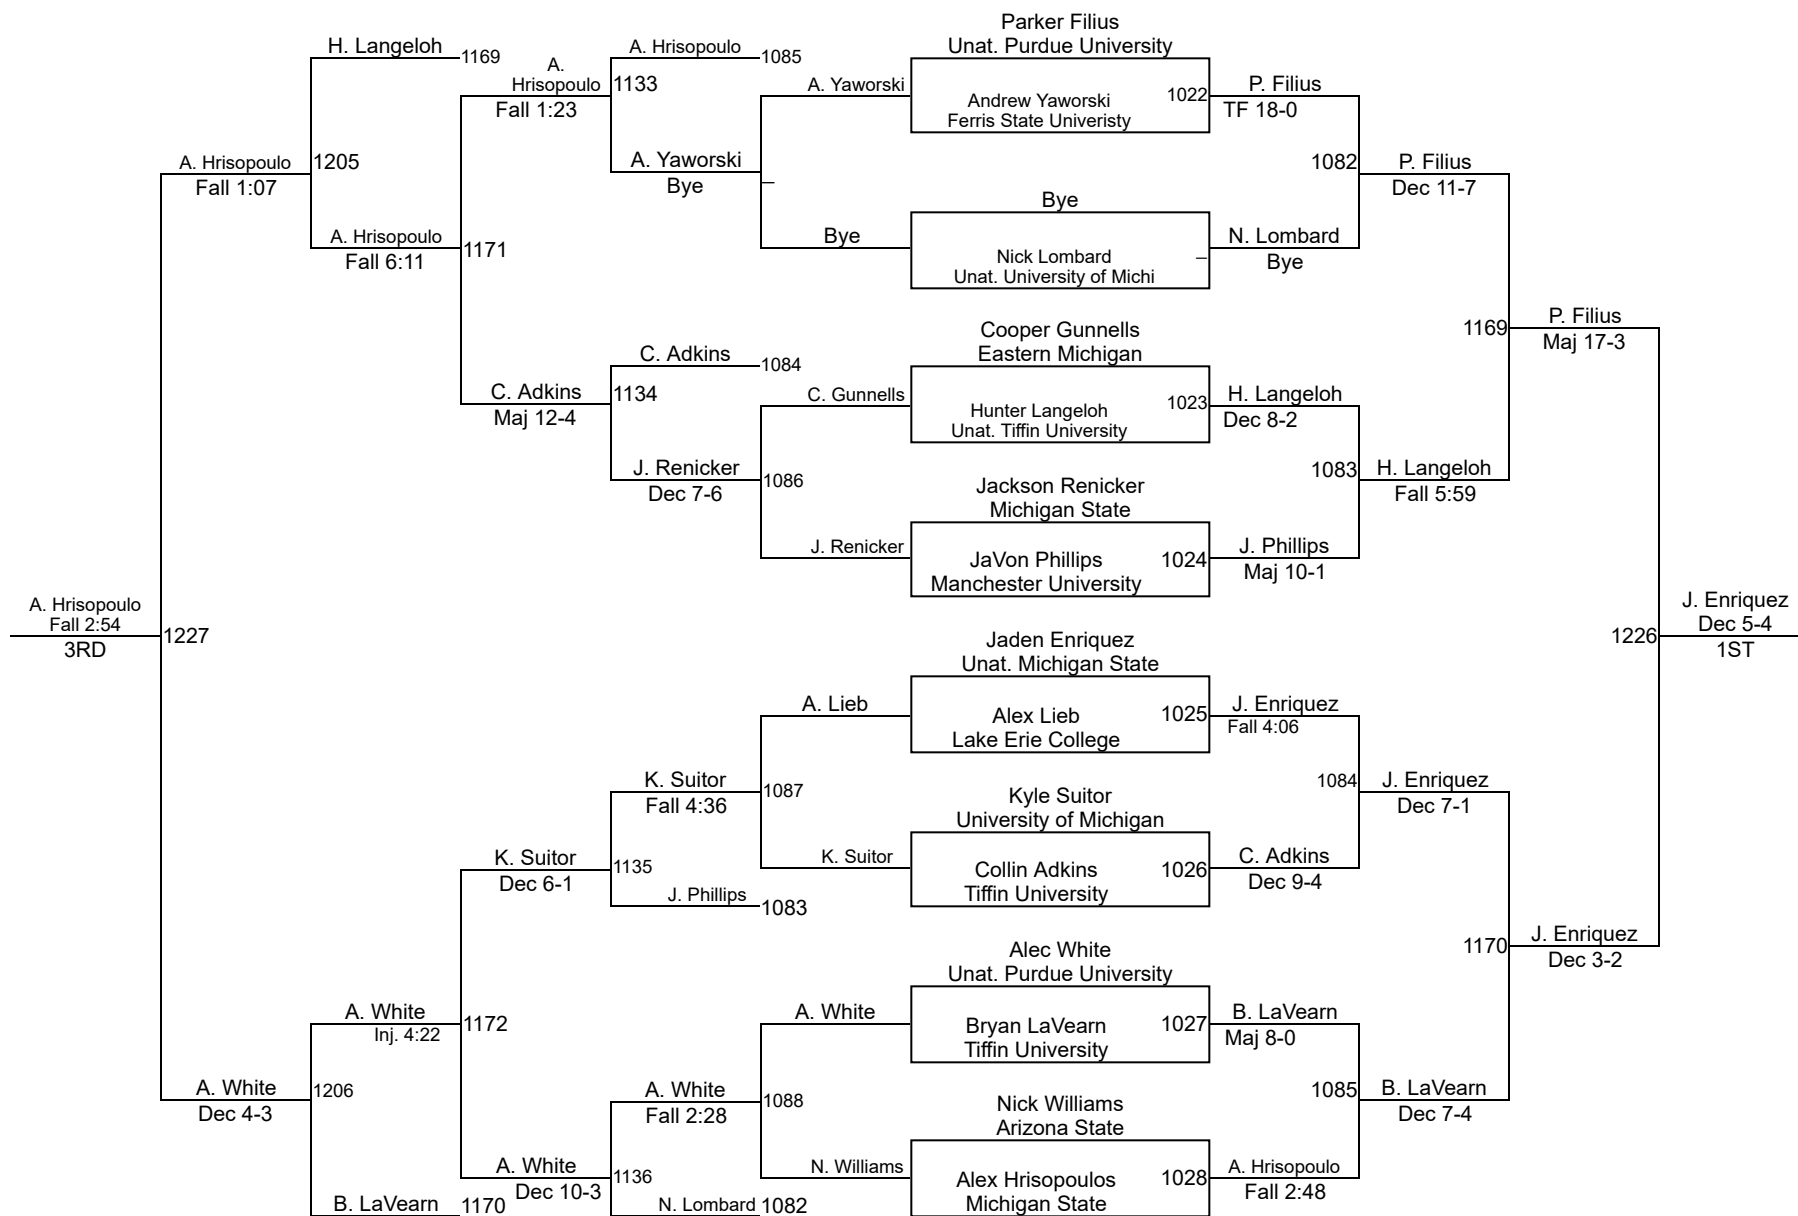 Parker Filius
Unat. Purdue University
H. Langeloh
1169
A. Hrisopoulo
1085
A.
Hrisopoulo
1133
Fall 1:23
A. Yaworski
Andrew Yaworski
Ferris State Univeristy
1022
P. Filius
TF 18-0
A. Hrisopoulo
1205
Fall 1:07
A. Yaworski
Bye
–
1082
P. Filius
Dec 11-7
Bye
A. Hrisopoulo
1171
Fall 6:11
Bye
Nick Lombard
Unat. University of Michi
–
N. Lombard
Bye
Cooper Gunnells
Eastern Michigan
1169
P. Filius
Maj 17-3
C. Adkins
1084
C. Adkins
1134
Maj 12-4
C. Gunnells
Hunter Langeloh
Unat. Tiffin University
1023
H. Langeloh
Dec 8-2
J. Renicker
1086
Dec 7-6
1083
H. Langeloh
Fall 5:59
Jackson Renicker
Michigan State
J. Renicker
JaVon Phillips
Manchester University
1024
J. Phillips
Maj 10-1
A. Hrisopoulo
Fall 2:54
3RD
1227
1226
J. Enriquez
Dec 5-4
1ST
Jaden Enriquez
Unat. Michigan State
A. Lieb
Alex Lieb
Lake Erie College
1025
J. Enriquez
Fall 4:06
K. Suitor
1087
Fall 4:36
1084
J. Enriquez
Dec 7-1
Kyle Suitor
University of Michigan
K. Suitor
1135
Dec 6-1
K. Suitor
Collin Adkins
Tiffin University
1026
C. Adkins
Dec 9-4
J. Phillips
1083
Alec White
Unat. Purdue University
1170
J. Enriquez
Dec 3-2
A. White
1172
Inj. 4:22
A. White
Bryan LaVearn
Tiffin University
1027
B. LaVearn
Maj 8-0
A. White
1206
Dec 4-3
A. White
1088
Fall 2:28
1085
B. LaVearn
Dec 7-4
Nick Williams
Arizona State
A. White
1136
Dec 10-3
N. Williams
Alex Hrisopoulos
Michigan State
1028
A. Hrisopoulo
Fall 2:48
B. LaVearn
1170
N. Lombard
1082